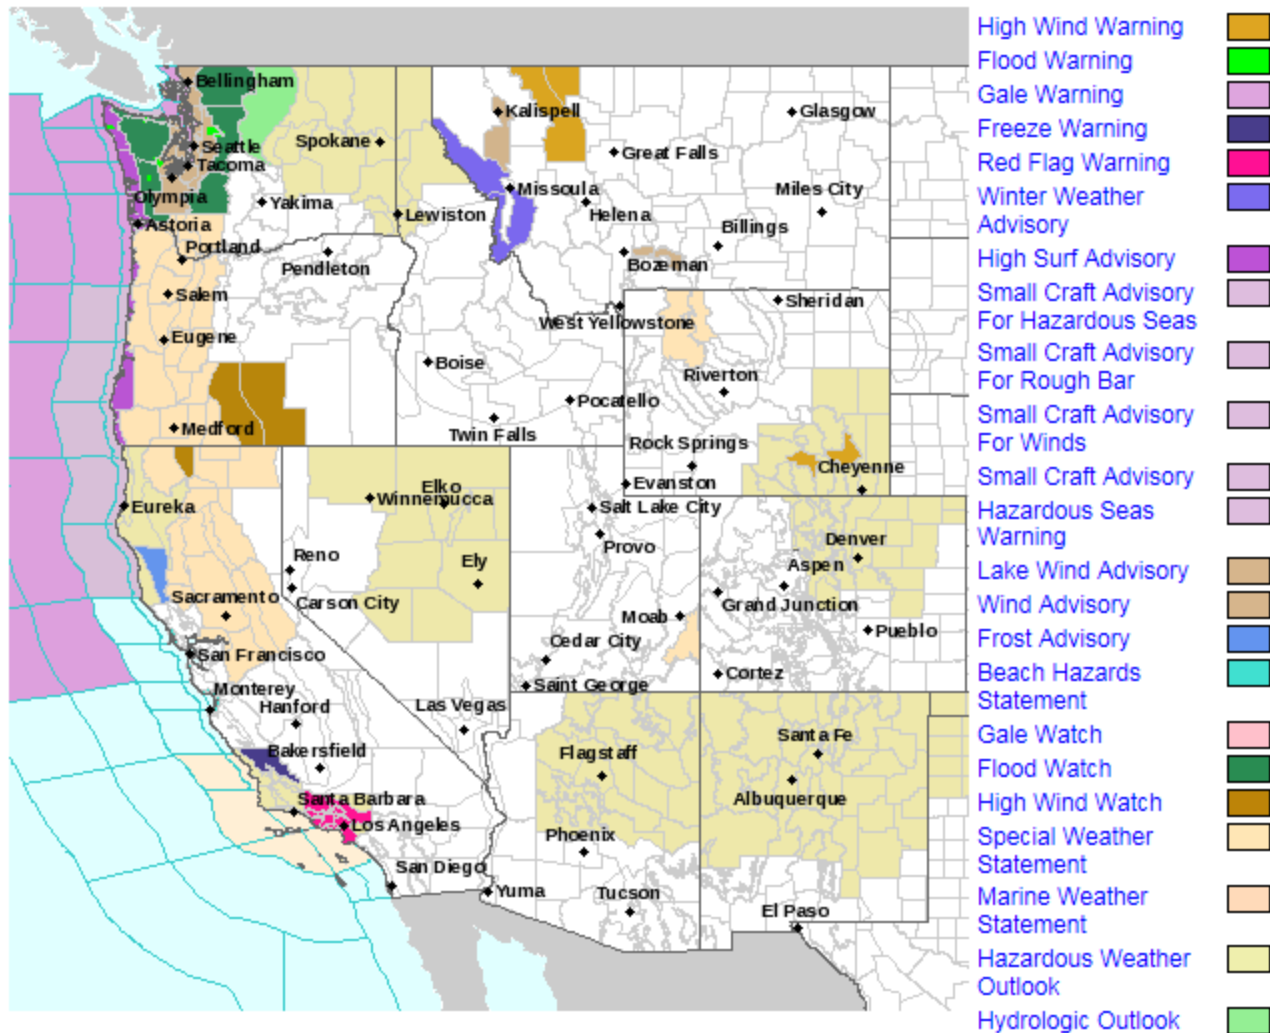 Bellingham
Kalispell
Glasgow
Seattle
Spokane
Great Falls
Tacoma
Missoula
Miles City
Olympia
Yakima
Lewiston
Helena
Astoria
Billings
Portland
Pendleton
Bozeman
Salem
Sheridan
West Yellowstone
Eugene
Boise
Riverton
Pocatello
Medford
Twin Falls
Rock Springs
Cheyenne
Elko
Evanston
Winnemucca
Eureka
Salt Lake City
Provo
Denver
Reno
Ely
Aspen
Sacramento
Carson City
Grand Junction
Moab
Pueblo
Cedar City
San Francisco
Cortez
Saint George
Monterey
Hanford
Las Vegas
Santa Fe
Bakersfield
Flagstaff
Santa Barbara
Albuquerque
Los Angeles
Phoenix
San Diego
Yuma
Tucson
El Paso
High Wind Warning
Flood Warning
Gale Warning
Freeze Warning
Red Flag Warning
Winter Weather
Advisory
High Surf Advisory
Small Craft Advisory
For Hazardous Seas
Small Craft Advisory
For Rough Bar
Small Craft Advisory
For Winds
Small Craft Advisory
Hazardous Seas
Warning
Lake Wind Advisory
Wind Advisory
Frost Advisory
Beach Hazards
Statement
Gale Watch
Flood Watch
High Wind Watch
Special Weather
Statement
Marine Weather
Statement
Hazardous Weather
Outlook
Hydrologic Outlook